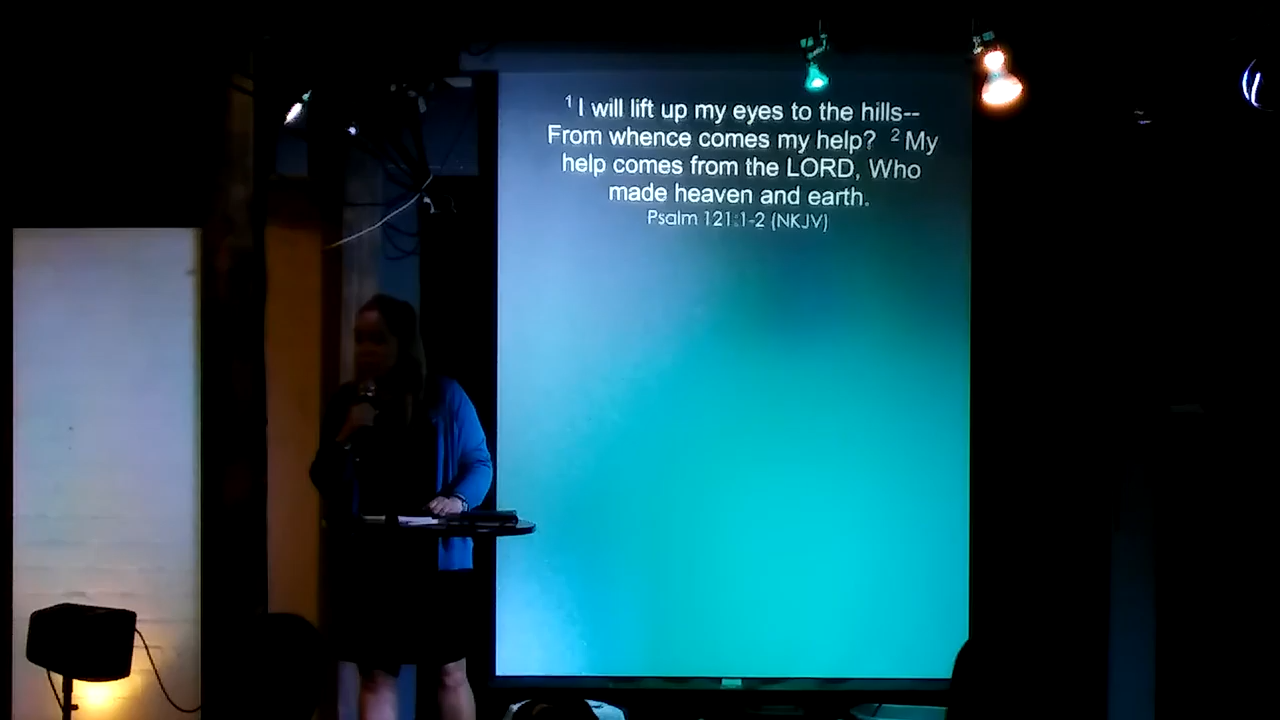 1 I will lift up my eyes to the hills--
From whence comes my help? 2 My
help comes from the LORD, Who
made heaven and earth.
Psalm 121:1-2 (NKJV)